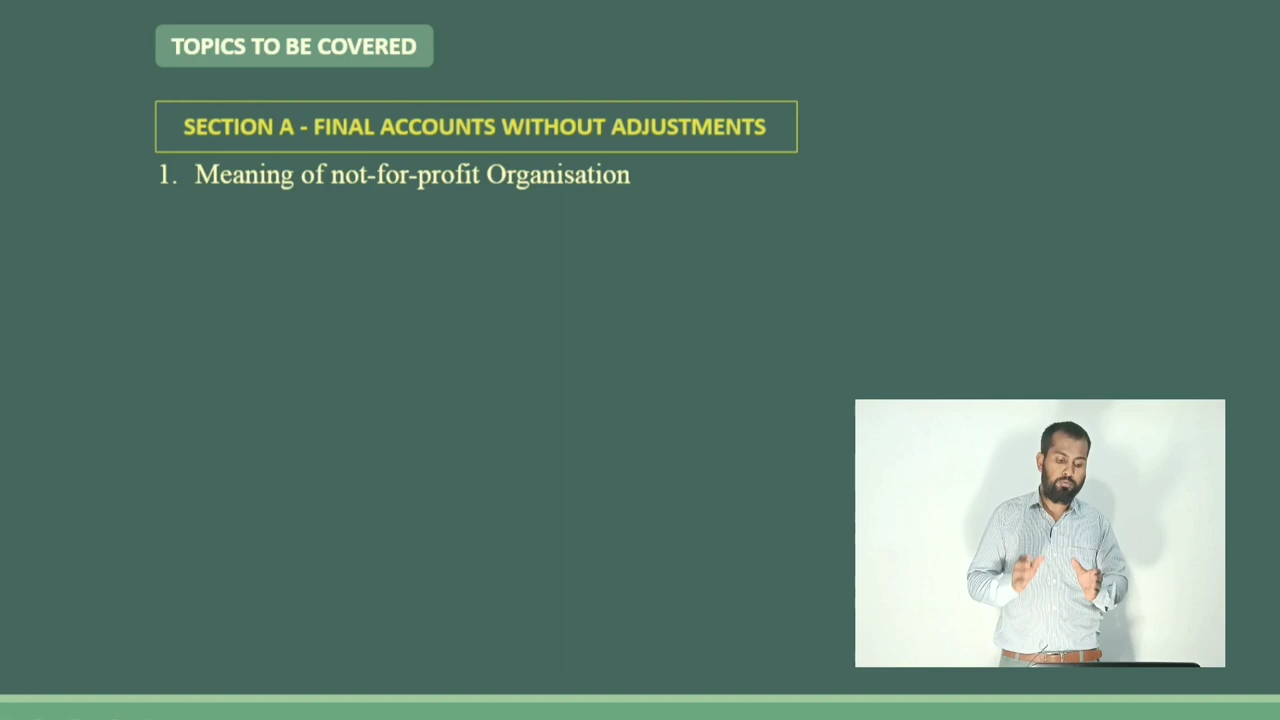 TOPICS TO BE COVERED
SECTION A - FINAL ACCOUNTS WITHOUT ADJUSTMENTS
1. Meaning of not-for-profit Organisation